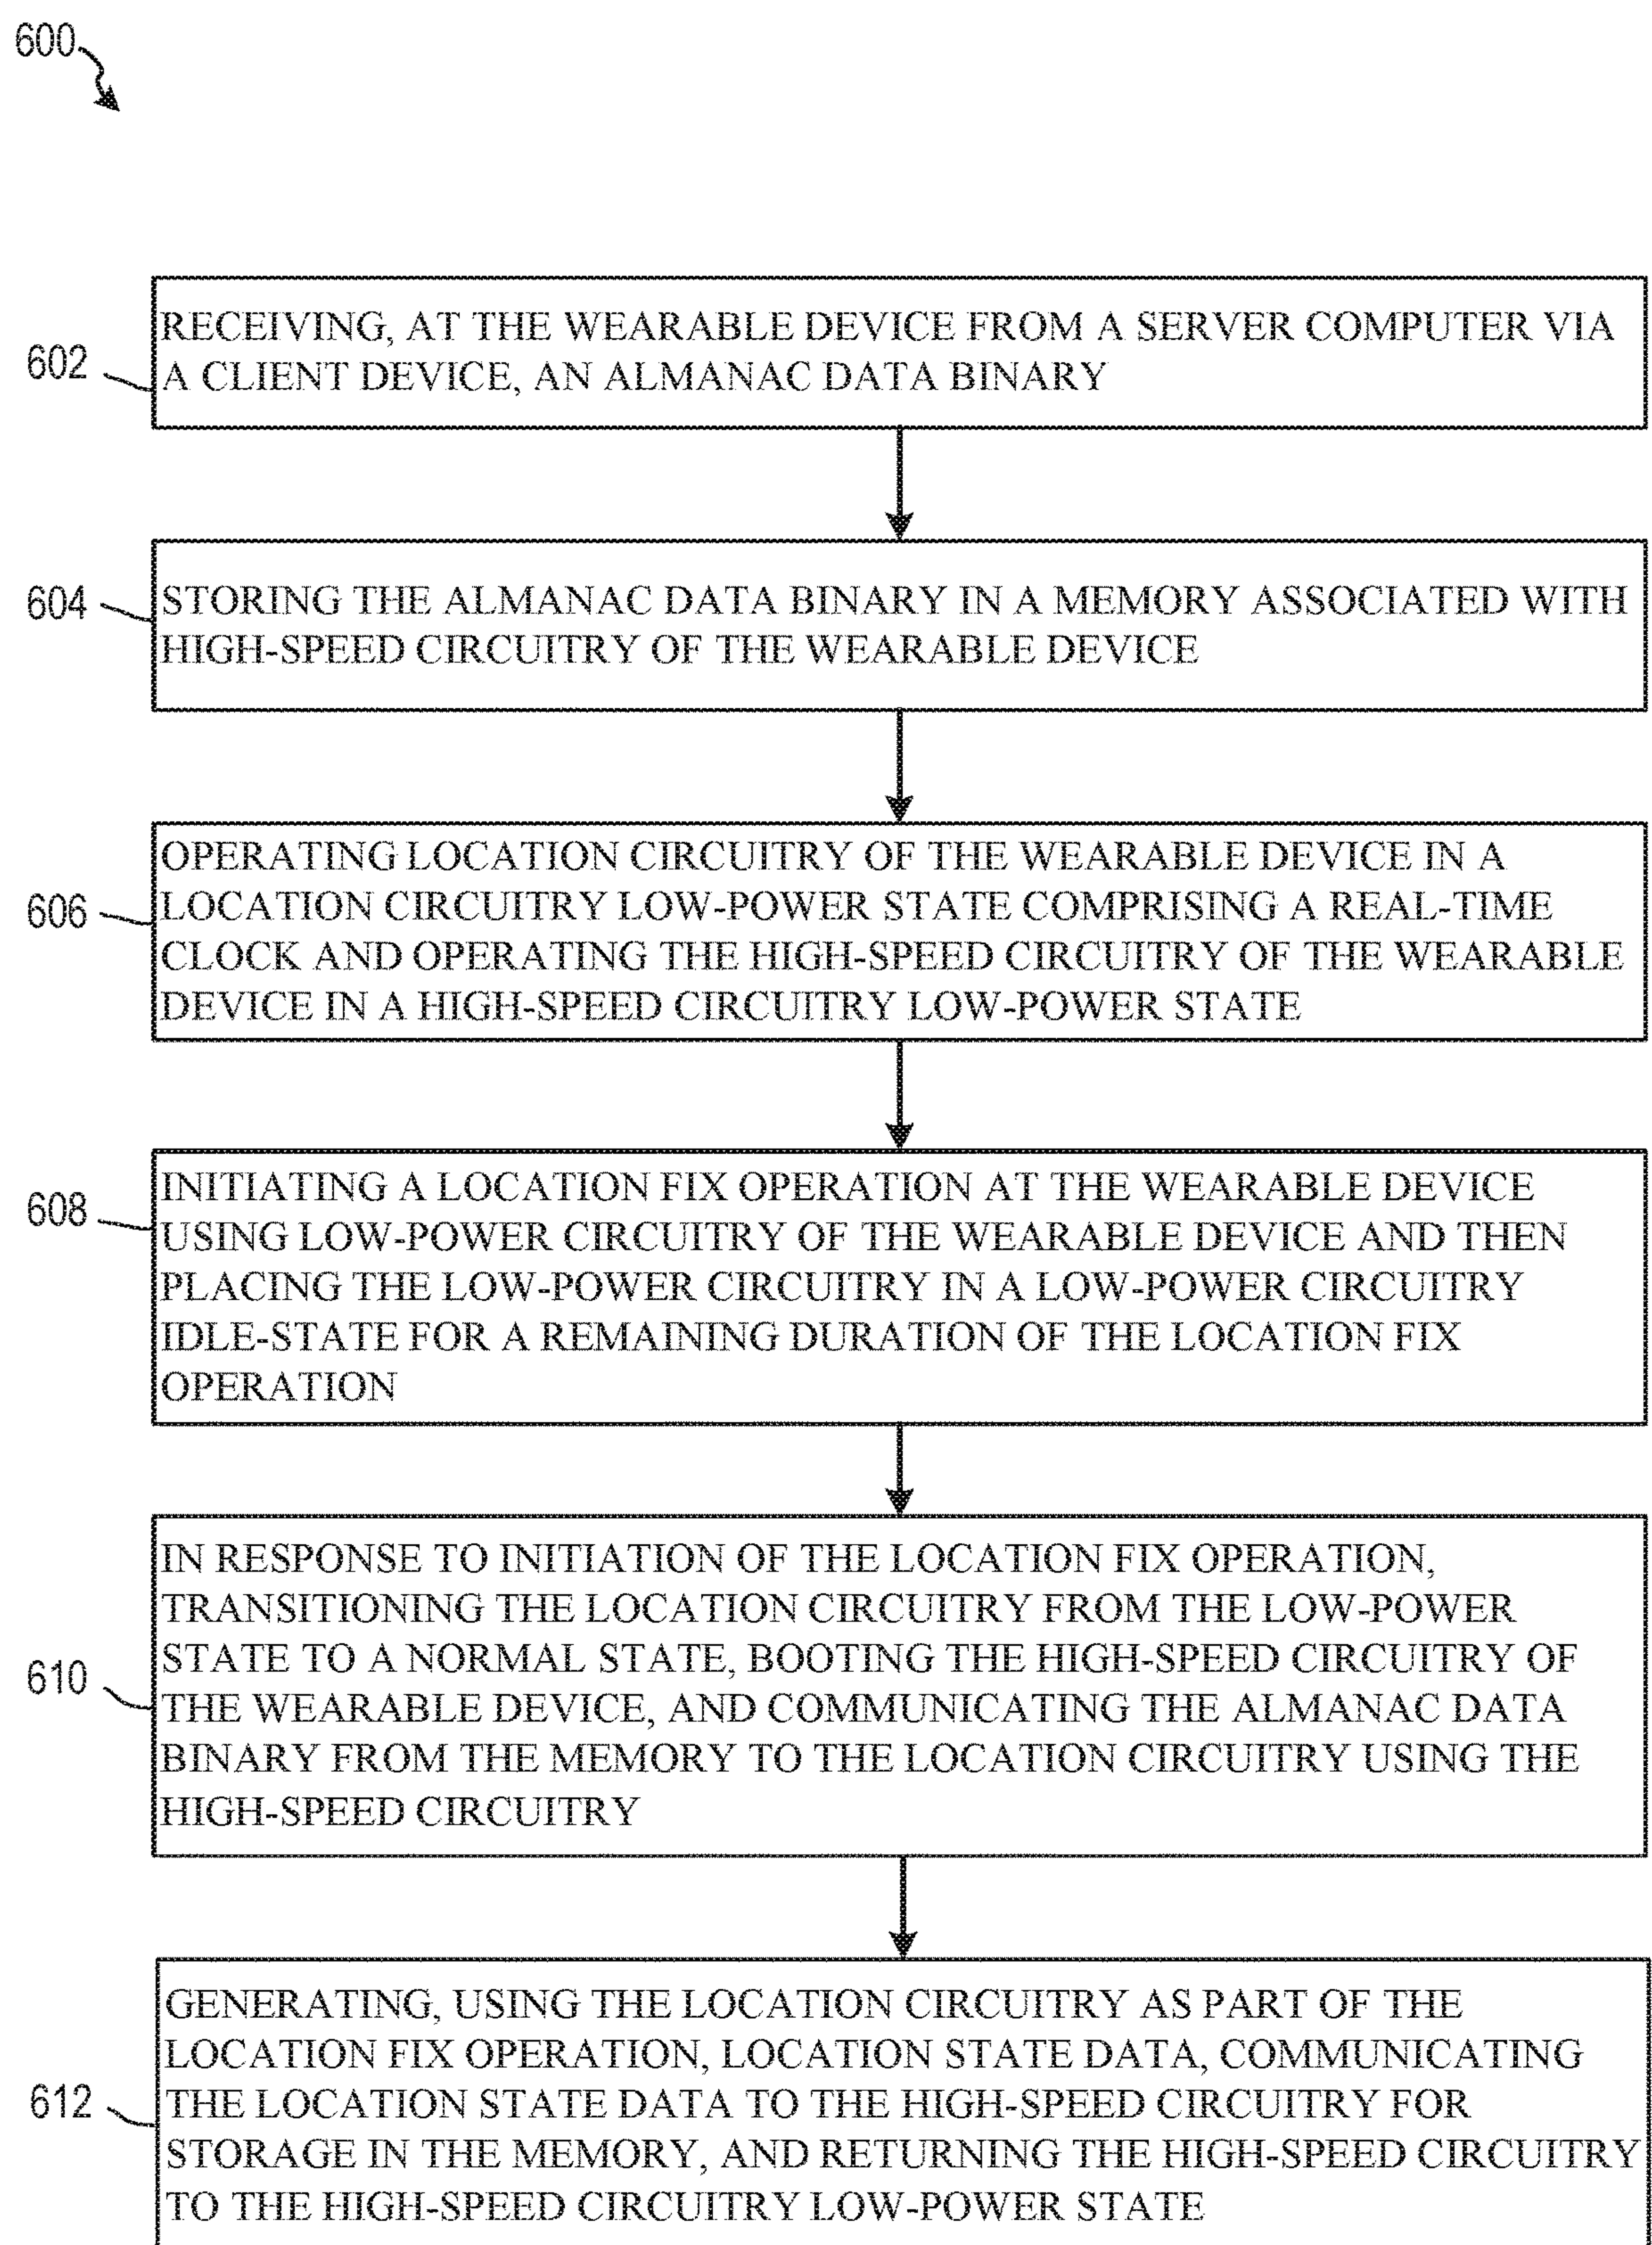 600
602
RECEIVING, AT THE WEARABLE DEVICE FROM A SERVER COMPUTER VIA
A CLIENT DEVICE, AN ALMANAC DATA BINARY
604
STORING THE ALMANAC DATA BINARY IN A MEMORY ASSOCIATED WITH
HIGH-SPEED CIRCUITRY OF THE WEARABLE DEVICE
606
OPERATING LOCATION CIRCUITRY OF THE WEARABLE DEVICE IN A
LOCATION CIRCUITRY LOW-POWER STATE COMPRISING A REAL-TIME
CLOCK AND OPERATING THE HIGH-SPEED CIRCUITRY OF THE WEARABLE
DEVICE IN A HIGH-SPEED CIRCUITRY LOW-POWER STATE
608
INITIATING A LOCATION FIX OPERATION AT THE WEARABLE DEVICE
USING LOW-POWER CIRCUITRY OF THE WEARABLE DEVICE AND THEN
PLACING THE LOW-POWER CIRCUITRY IN A LOW-POWER CIRCUITRY
IDLE-STATE FOR A REMAINING DURATION OF THE LOCATION FIX
OPERATION
610
IN RESPONSE TO INITIATION OF THE LOCATION FIX OPERATION,
TRANSITIONING THE LOCATION CIRCUITRY FROM THE LOW-POWER
STATE TO A NORMAL STATE, BOOTING THE HIGH-SPEED CIRCUITRY OF
THE WEARABLE DEVICE, AND COMMUNICATING THE ALMANAC DATA
BINARY FROM THE MEMORY TO THE LOCATION CIRCUITRY USING THE
HIGH-SPEED CIRCUITRY
612
GENERATING, USING THE LOCATION CIRCUITRY AS PART OF THE
LOCATION FIX OPERATION, LOCATION STATE DATA, COMMUNICATING
THE LOCATION STATE DATA TO THE HIGH-SPEED CIRCUITRY FOR
STORAGE IN THE MEMORY, AND RETURNING THE HIGH-SPEED CIRCUITRY
TO THE HIGH-SPEED CIRCUITRY LOW-POWER STATE